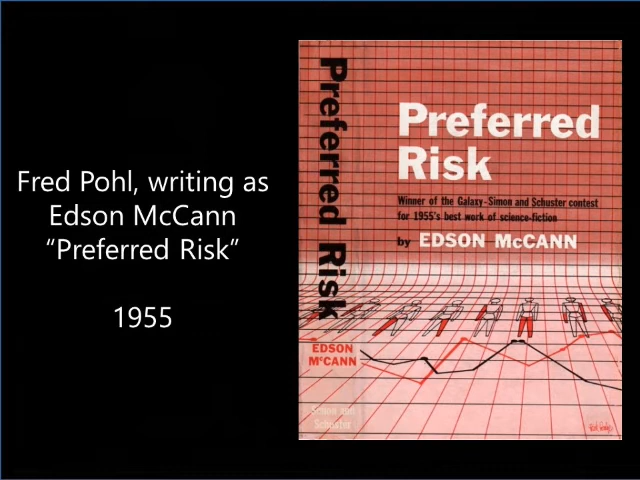 Fred Pohl, writing as
Edson McCann
“Preferred Risk”
1955
Preferred Risk
EDSON
McCANN
Simon and
Schuster
Preferred
Risk
Winner of the Galaxy-Simon and Schuster contest
for 1955's best work of science-fiction
by EDSON McCANN